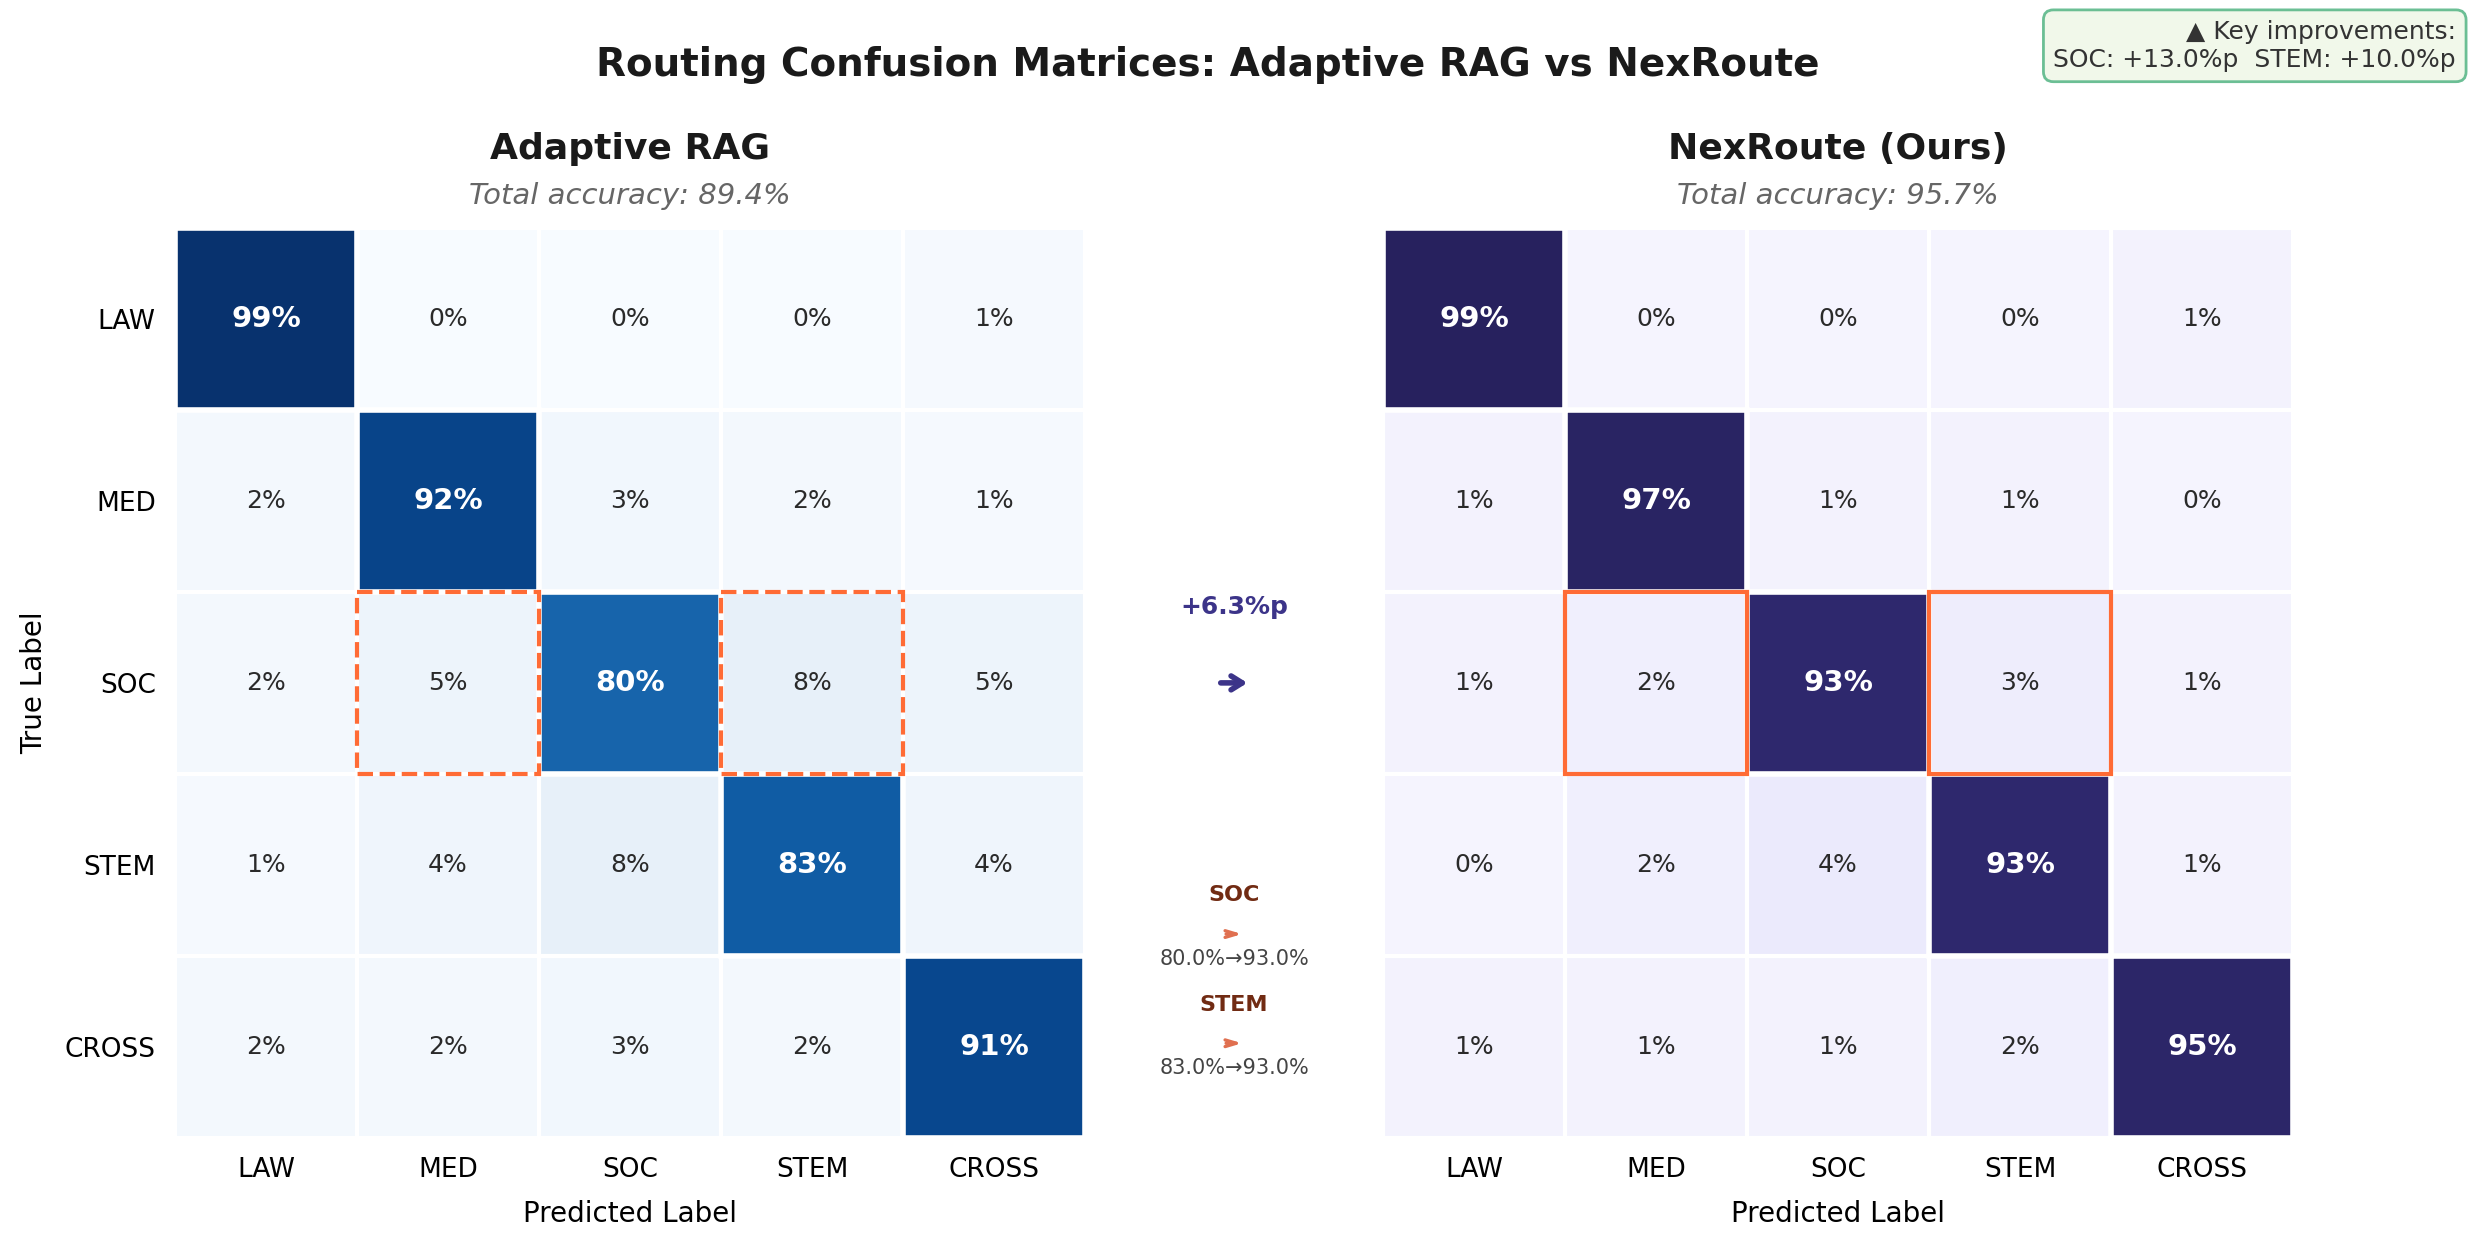 ▲ Key improvements:
SOC: +13.0%p  STEM: +10.0%p
Routing Confusion Matrices: Adaptive RAG vs NexRoute
Adaptive RAG
Total accuracy: 89.4%
True Label
LAW 99% 0% 0% 0% 1%
MED 2% 92% 3% 2% 1%
SOC 2% 5% 80% 8% 5%
STEM 1% 4% 8% 83% 4%
CROSS 2% 2% 3% 2% 91%
LAW MED SOC STEM CROSS
Predicted Label
+6.3%p
SOC
80.0%→93.0%
STEM
83.0%→93.0%
NexRoute (Ours)
Total accuracy: 95.7%
99% 0% 0% 0% 1%
1% 97% 1% 1% 0%
1% 2% 93% 3% 1%
0% 2% 4% 93% 1%
1% 1% 1% 2% 95%
LAW MED SOC STEM CROSS
Predicted Label